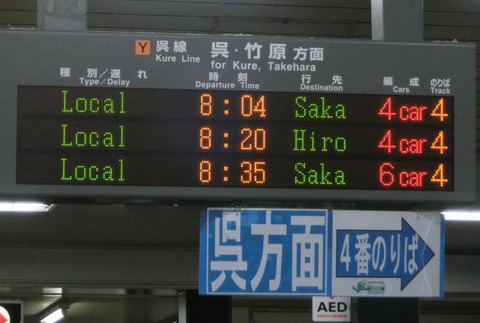 Y 呉線 呉・竹原 方面
Kure Line for Kure, Takehara
種別/遅れ 時刻 行先 編成 のりば
Type/Delay Departure Time Destination Cars Track
Local 8:04 Saka 4car 4
Local 8:20 Hiro 4car 4
Local 8:35 Saka 6car 4
呉方面 4番のりば
AED